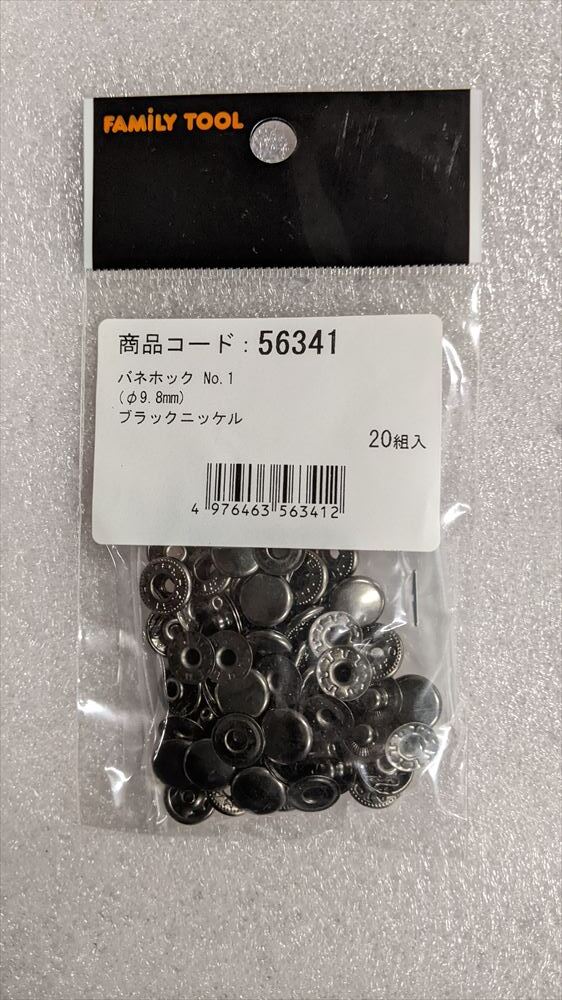 FAMiLY TOOL
商品コード：56341
バネホック No.1
(φ9.8mm)
ブラックニッケル
20組入
4 976463 563412